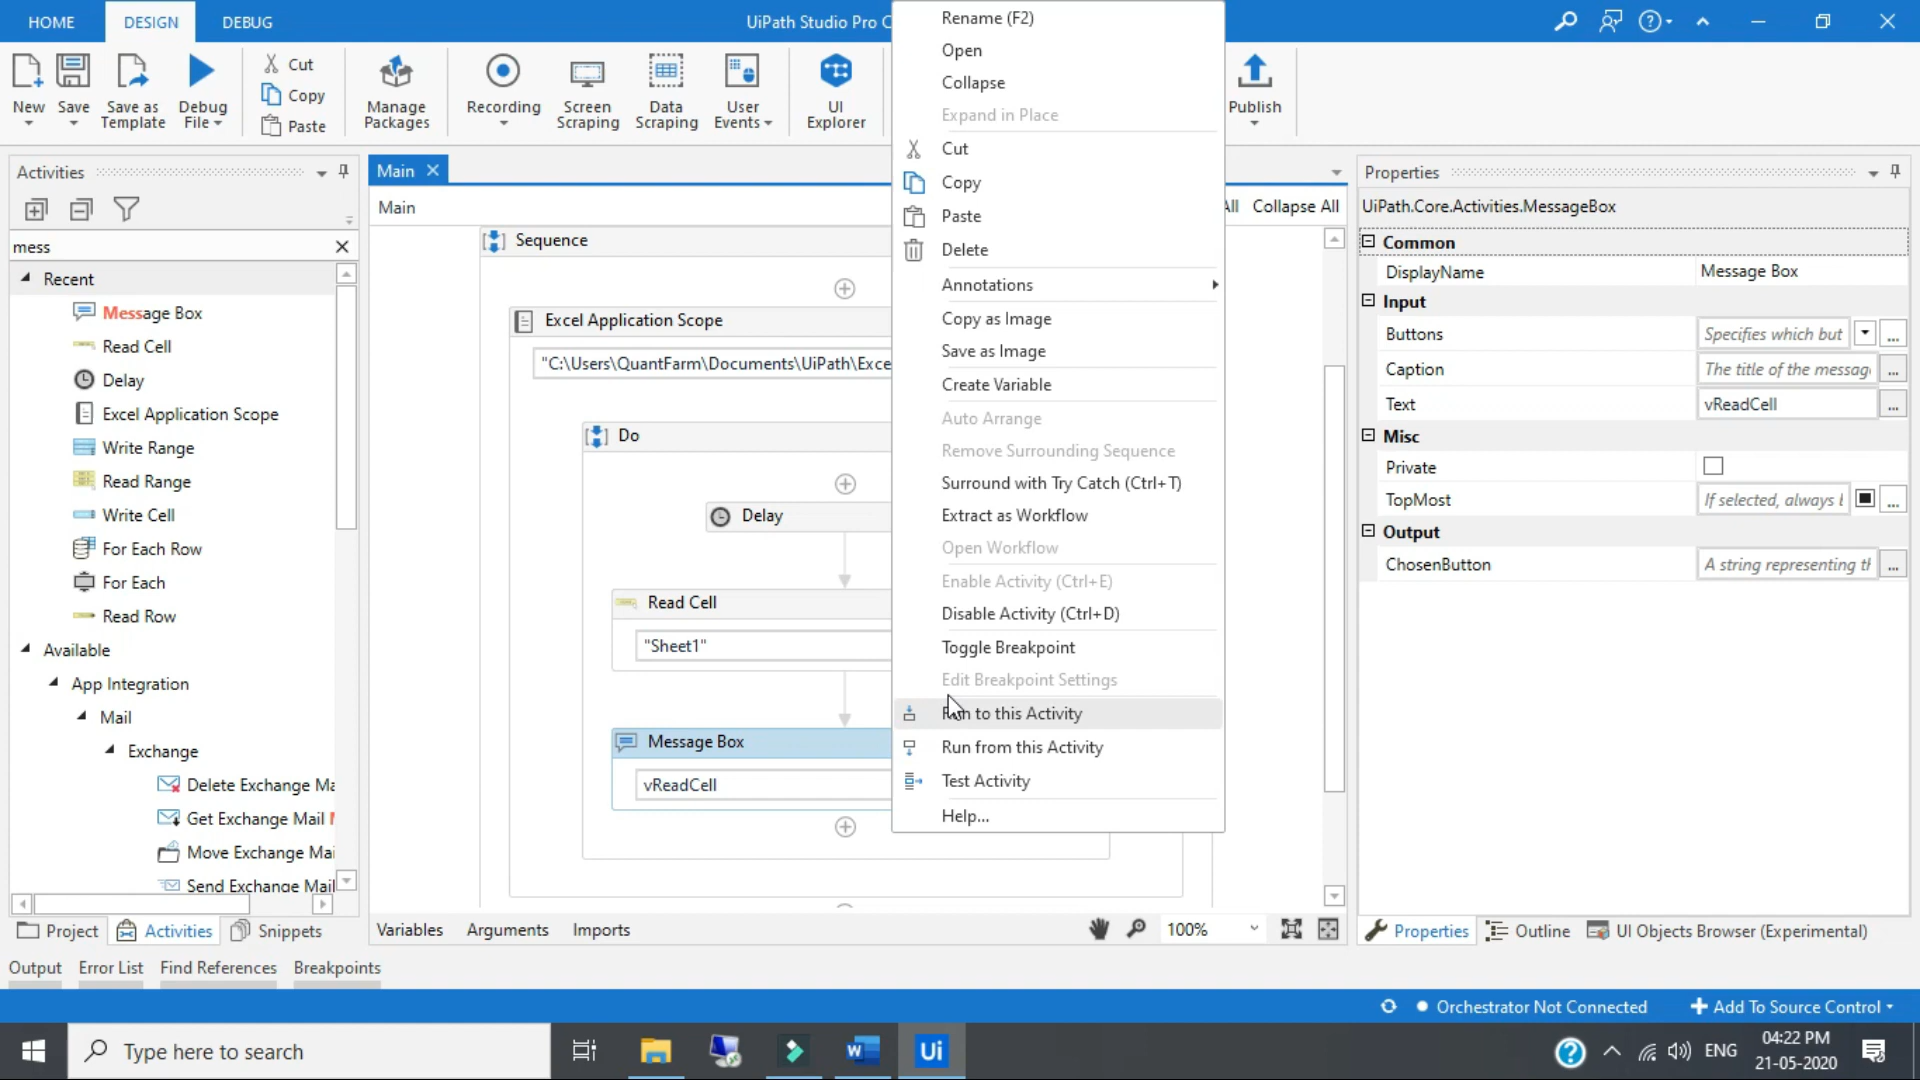 HOME DESIGN DEBUG
UiPath Studio Pro C
New
Save
Save as Template
Debug File
Cut
Copy
Paste
Manage Packages
Recording
Screen Scraping
Data Scraping
User Events
UI Explorer
Publish
Activities
mess
Recent
Message Box
Read Cell
Delay
Excel Application Scope
Write Range
Read Range
Write Cell
For Each Row
For Each
Read Row
Available
App Integration
Mail
Exchange
Delete Exchange Ma
Get Exchange Mail
Move Exchange Mai
Send Exchange Mail
Project Activities Snippets
Main
Main
All Collapse All
Sequence
Excel Application Scope
"C:\Users\QuantFarm\Documents\UiPath\Exce
Do
Delay
Read Cell
"Sheet1"
Message Box
vReadCell
Variables Arguments Imports
100%
Rename (F2)
Open
Collapse
Expand in Place
Cut
Copy
Paste
Delete
Annotations
Copy as Image
Save as Image
Create Variable
Auto Arrange
Remove Surrounding Sequence
Surround with Try Catch (Ctrl+T)
Extract as Workflow
Open Workflow
Enable Activity (Ctrl+E)
Disable Activity (Ctrl+D)
Toggle Breakpoint
Edit Breakpoint Settings
Run to this Activity
Run from this Activity
Test Activity
Help...
Properties
UiPath.Core.Activities.MessageBox
Common
DisplayName Message Box
Input
Buttons Specifies which but ...
Caption The title of the messag ...
Text vReadCell ...
Misc
Private
TopMost If selected, always b ...
Output
ChosenButton A string representing th ...
Properties Outline UI Objects Browser (Experimental)
Output Error List Find References Breakpoints
Orchestrator Not Connected Add To Source Control
Type here to search
W
Ui
ENG
04:22 PM
21-05-2020